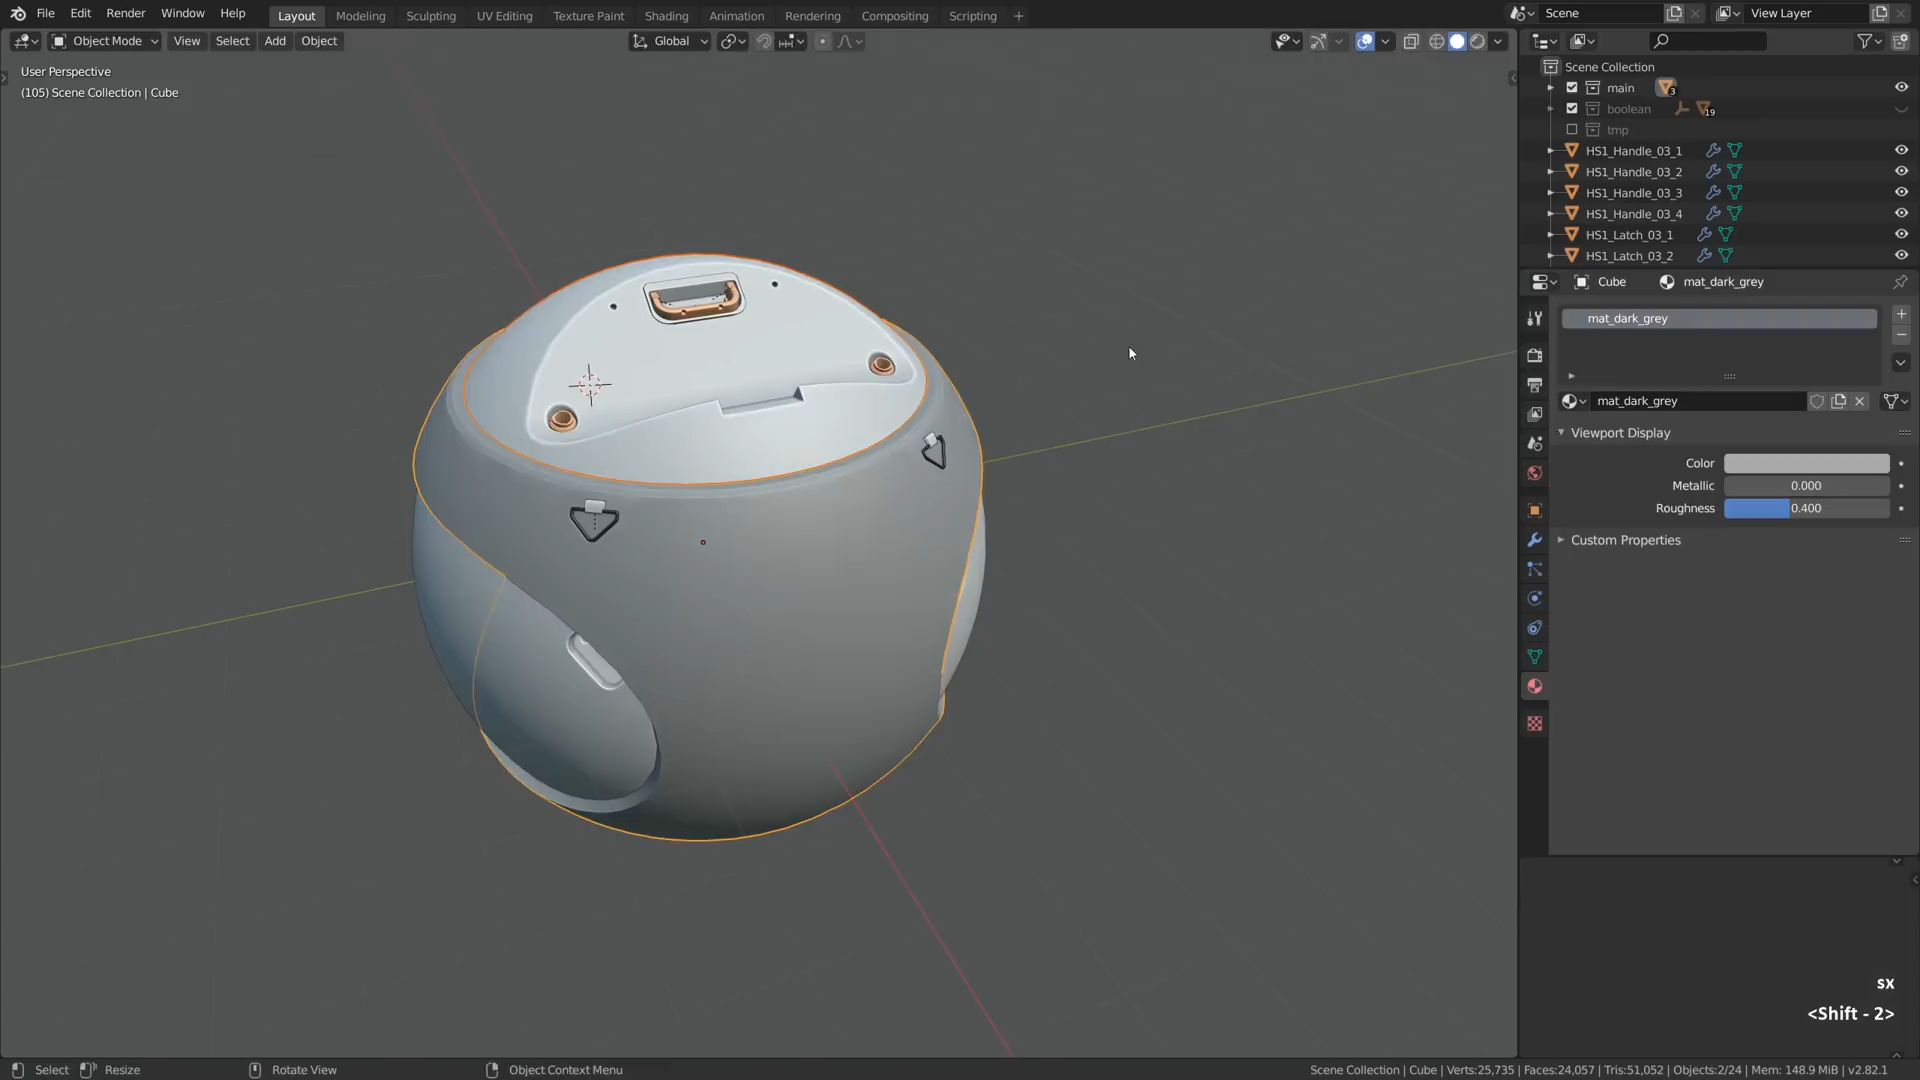 File Edit Render Window Help Layout Modeling Sculpting UV Editing Texture Paint Shading Animation Rendering Compositing Scripting + Scene View Layer
Object Mode View Select Add Object Global
User Perspective
(105) Scene Collection | Cube
Scene Collection
main 3
boolean 19
tmp
HS1_Handle_03_1
HS1_Handle_03_2
HS1_Handle_03_3
HS1_Handle_03_4
HS1_Latch_03_1
HS1_Latch_03_2
Cube mat_dark_grey
mat_dark_grey
mat_dark_grey
Viewport Display
Color
Metallic 0.000
Roughness 0.400
Custom Properties
sx
<Shift - 2>
Select Resize Rotate View Object Context Menu Scene Collection | Cube | Verts:25,735 | Faces:24,057 | Tris:51,052 | Objects:2/24 | Mem: 148.9 MiB | v2.82.1